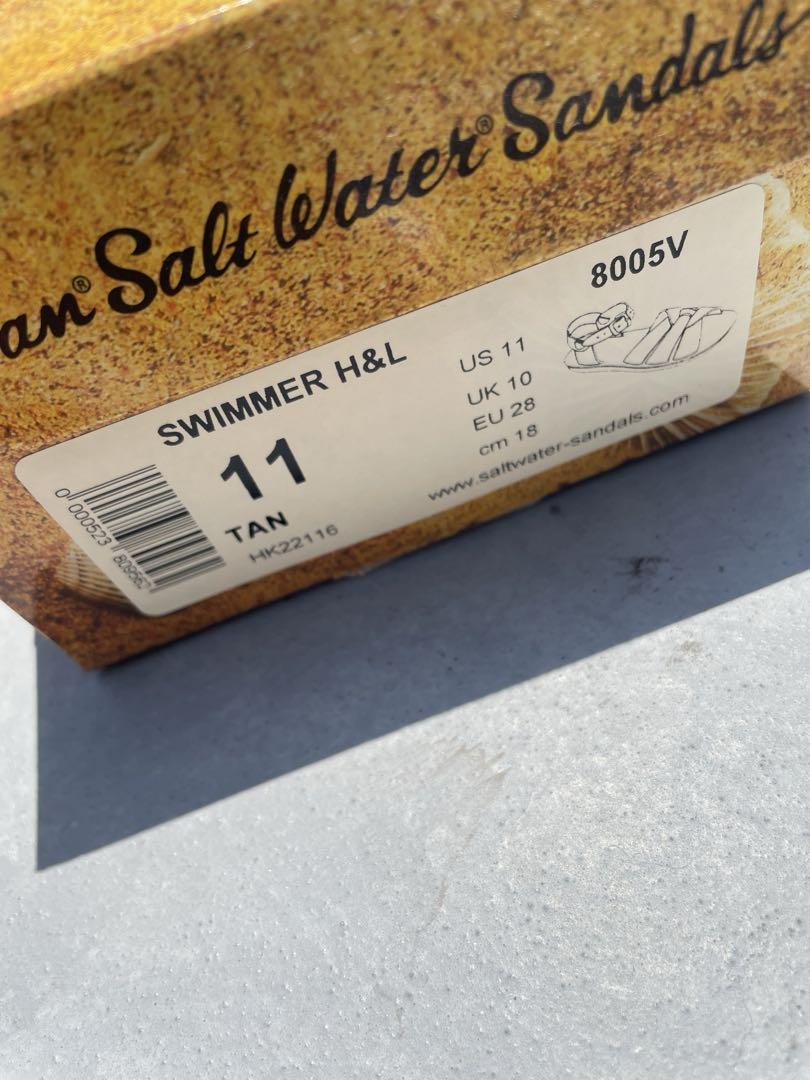 an® Salt Water® Sandals
8005V
SWIMMER H&L
11
TAN
HK22116
US 11
UK 10
EU 28
cm 18
www.saltwater-sandals.com
0 000523 809562